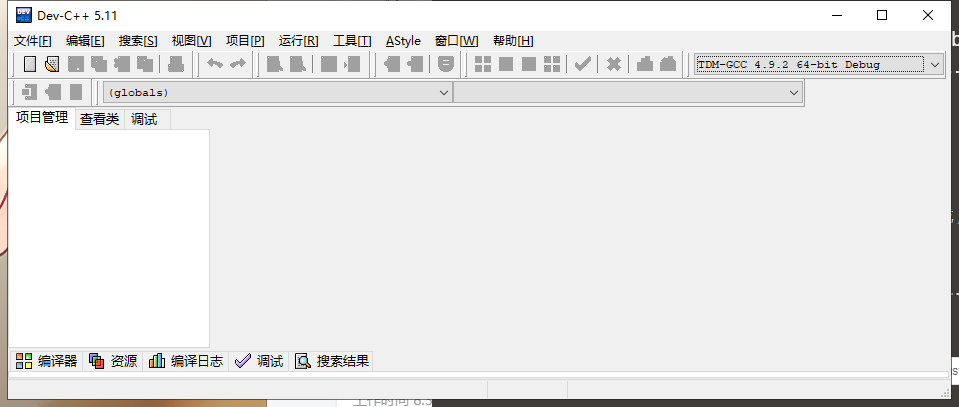 Dev-C++ 5.11
文件[F] 编辑[E] 搜索[S] 视图[V] 项目[P] 运行[R] 工具[T] AStyle 窗口[W] 帮助[H]
TDM-GCC 4.9.2 64-bit Debug
(globals)
项目管理 查看类 调试
编译器 资源 编译日志 调试 搜索结果